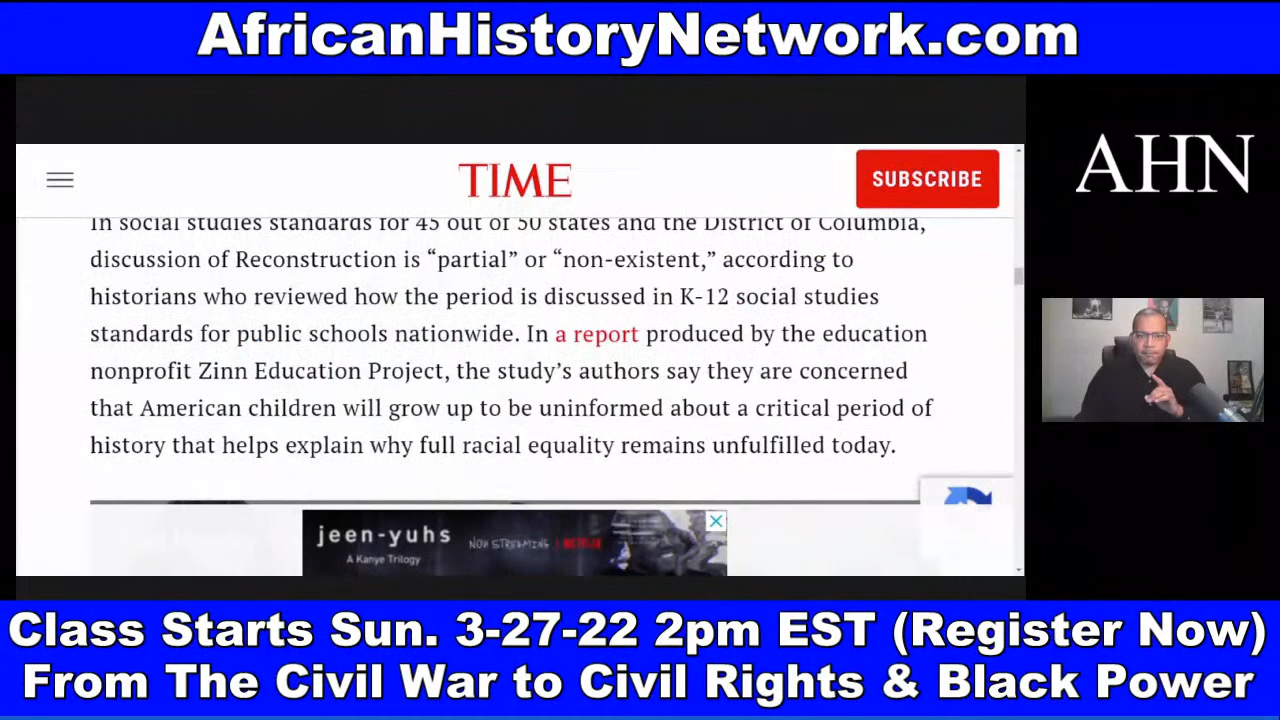 AfricanHistoryNetwork.com
TIME
SUBSCRIBE
AHN
In social studies standards for 45 out of 50 states and the District of Columbia,
discussion of Reconstruction is “partial” or “non-existent,” according to
historians who reviewed how the period is discussed in K-12 social studies
standards for public schools nationwide. In a report produced by the education
nonprofit Zinn Education Project, the study’s authors say they are concerned
that American children will grow up to be uninformed about a critical period of
history that helps explain why full racial equality remains unfulfilled today.
jeen-yuhs
A Kanye Trilogy
NOW STREAMING | NETFLIX
Class Starts Sun. 3-27-22 2pm EST (Register Now)
From The Civil War to Civil Rights & Black Power